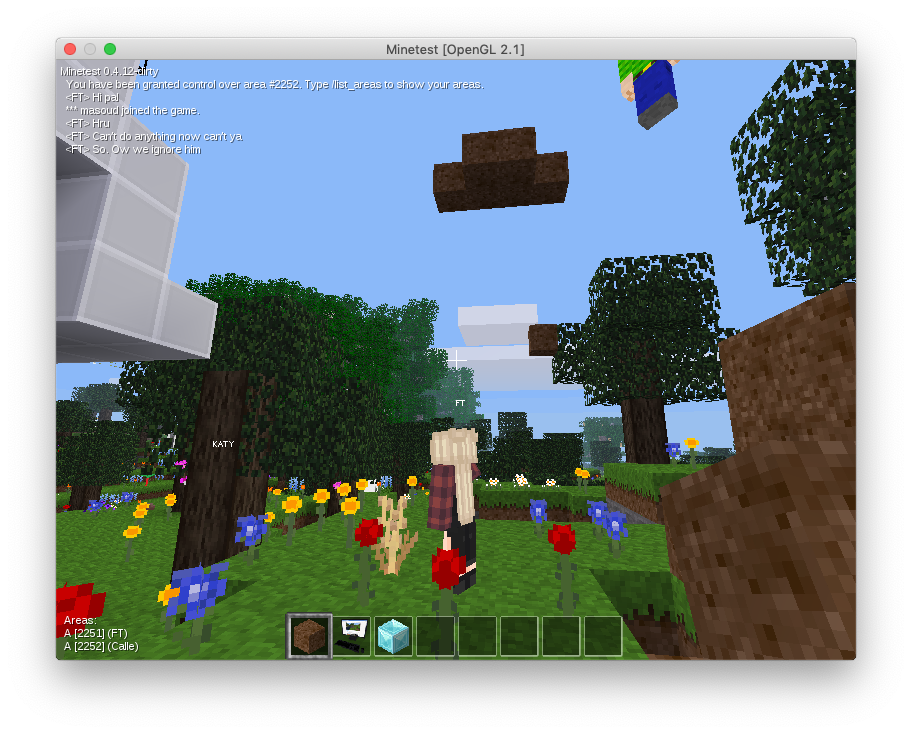 Minetest [OpenGL 2.1]
Minetest 0.4.12-dirty
You have been granted control over area #2252. Type /list_areas to show your areas.
<FT> Hi pal
*** masoud joined the game.
<FT> Hru
<FT> Can't do anything now can't ya
<FT> So. Ow we ignore him
FT
KATY
Areas:
A [2251] (FT)
A [2252] (Calle)